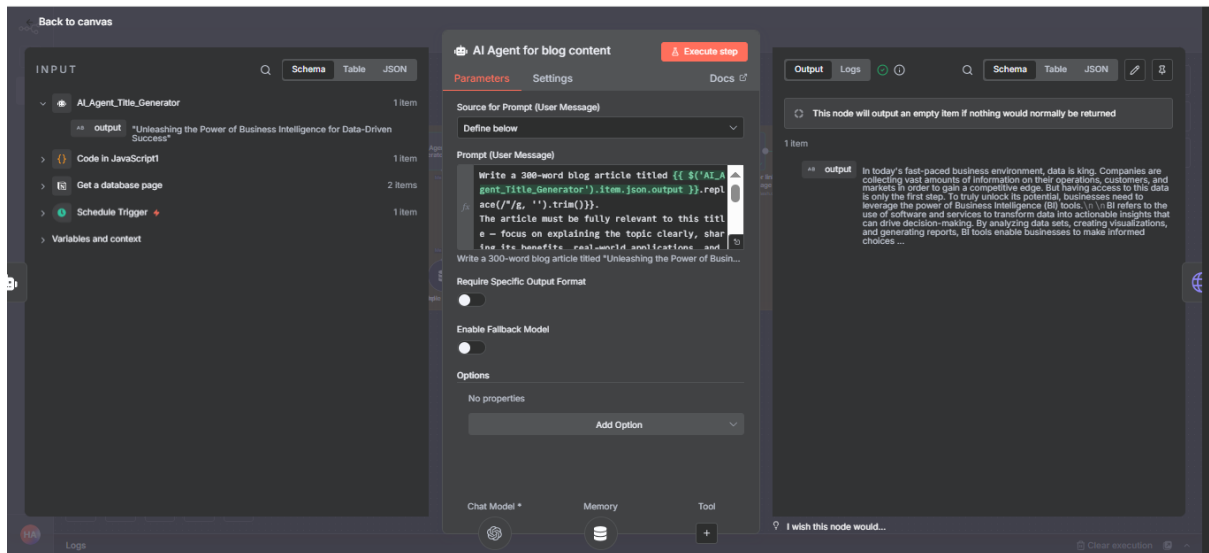 ← Back to canvas
INPUT
Schema Table JSON
AI_Agent_Title_Generator 1 item
output "Unleashing the Power of Business Intelligence for Data-Driven
Success"
Code in JavaScript1 1 item
Get a database page 2 items
Schedule Trigger 1 item
Variables and context
AI Agent for blog content
Execute step
Parameters Settings Docs
Source for Prompt (User Message)
Define below
Prompt (User Message)
fx
Write a 300-word blog article titled {{ $('AI_A
gent_Title_Generator').item.json.output }}.repl
ace(/"/g, '').trim()}}.
The article must be fully relevant to this titl
e — focus on explaining the topic clearly, shar
ing its benefits, real-world applications, and
Write a 300-word blog article titled "Unleashing the Power of Busin...
Require Specific Output Format
Enable Fallback Model
Options
No properties
Add Option
Chat Model * Memory Tool
Output Logs
Schema Table JSON
This node will output an empty item if nothing would normally be returned
1 item
output In today's fast-paced business environment, data is king. Companies are
collecting vast amounts of information on their operations, customers, and
markets in order to gain a competitive edge. But having access to this data
is only the first step. To truly unlock its potential, businesses need to
leverage the power of Business Intelligence (BI) tools.\n \n BI refers to the
use of software and services to transform data into actionable insights that
can drive decision-making. By analyzing data sets, creating visualizations,
and generating reports, BI tools enable businesses to make informed
choices ...
I wish this node would...
HA
Logs
Clear execution